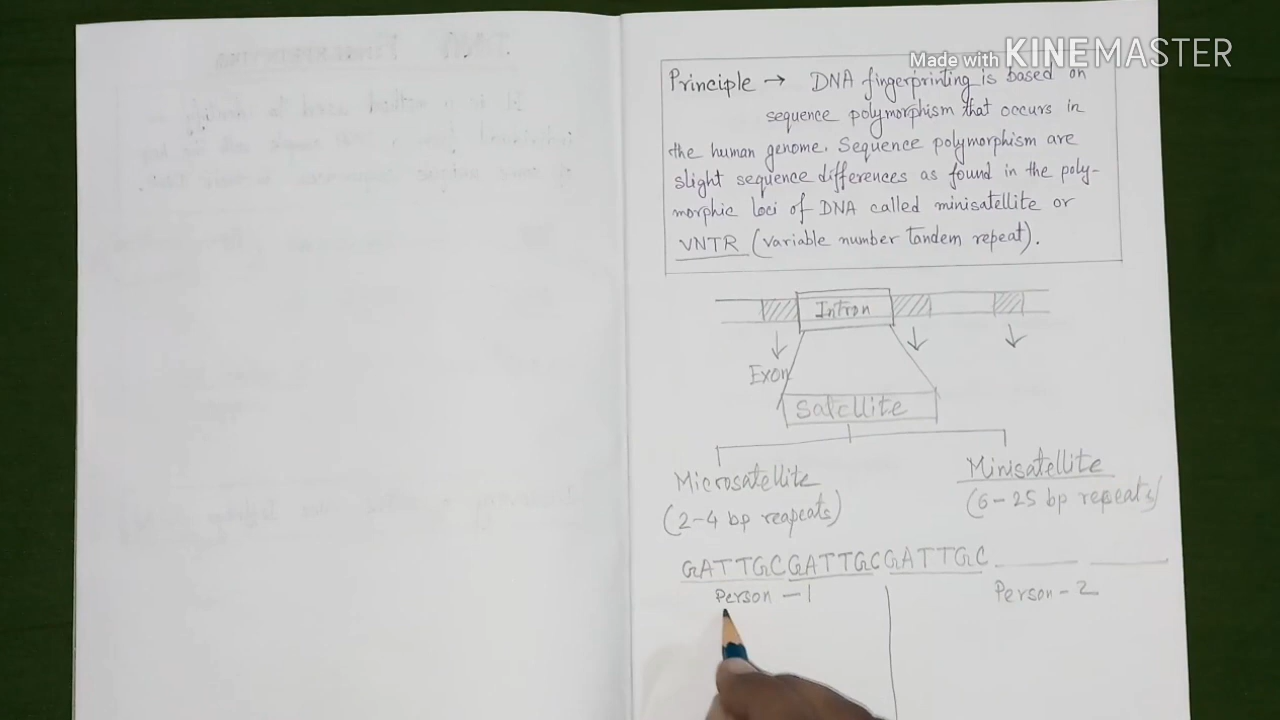 Made with KINEMASTER
Principle → DNA fingerprinting is based on
sequence polymorphism that occurs in
the human genome. Sequence polymorphism are
slight sequence differences as found in the poly-
morphic loci of DNA called minisatellite or
VNTR (variable number tandem repeat).
Intron
Exon
Satellite
Microsatellite
(2-4 bp reapeats)
Minisatellite
(6-25 bp repeats)
GATTGCGATTGCGATTGC
Person - 1
Person - 2